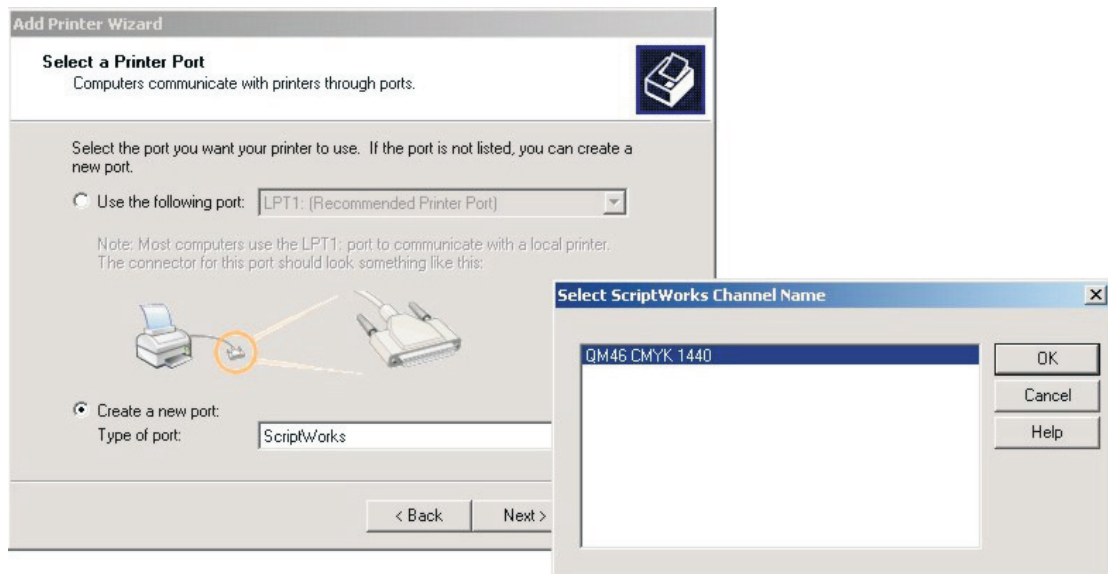 Add Printer Wizard
Select a Printer Port
Computers communicate with printers through ports.
Select the port you want your printer to use. If the port is not listed, you can create a
new port.
Use the following port:
LPT1: (Recommended Printer Port)
Note: Most computers use the LPT1: port to communicate with a local printer.
The connector for this port should look something like this:
Create a new port:
Type of port:
ScriptWorks
< Back
Next >
Select ScriptWorks Channel Name
QM46 CMYK 1440
OK
Cancel
Help